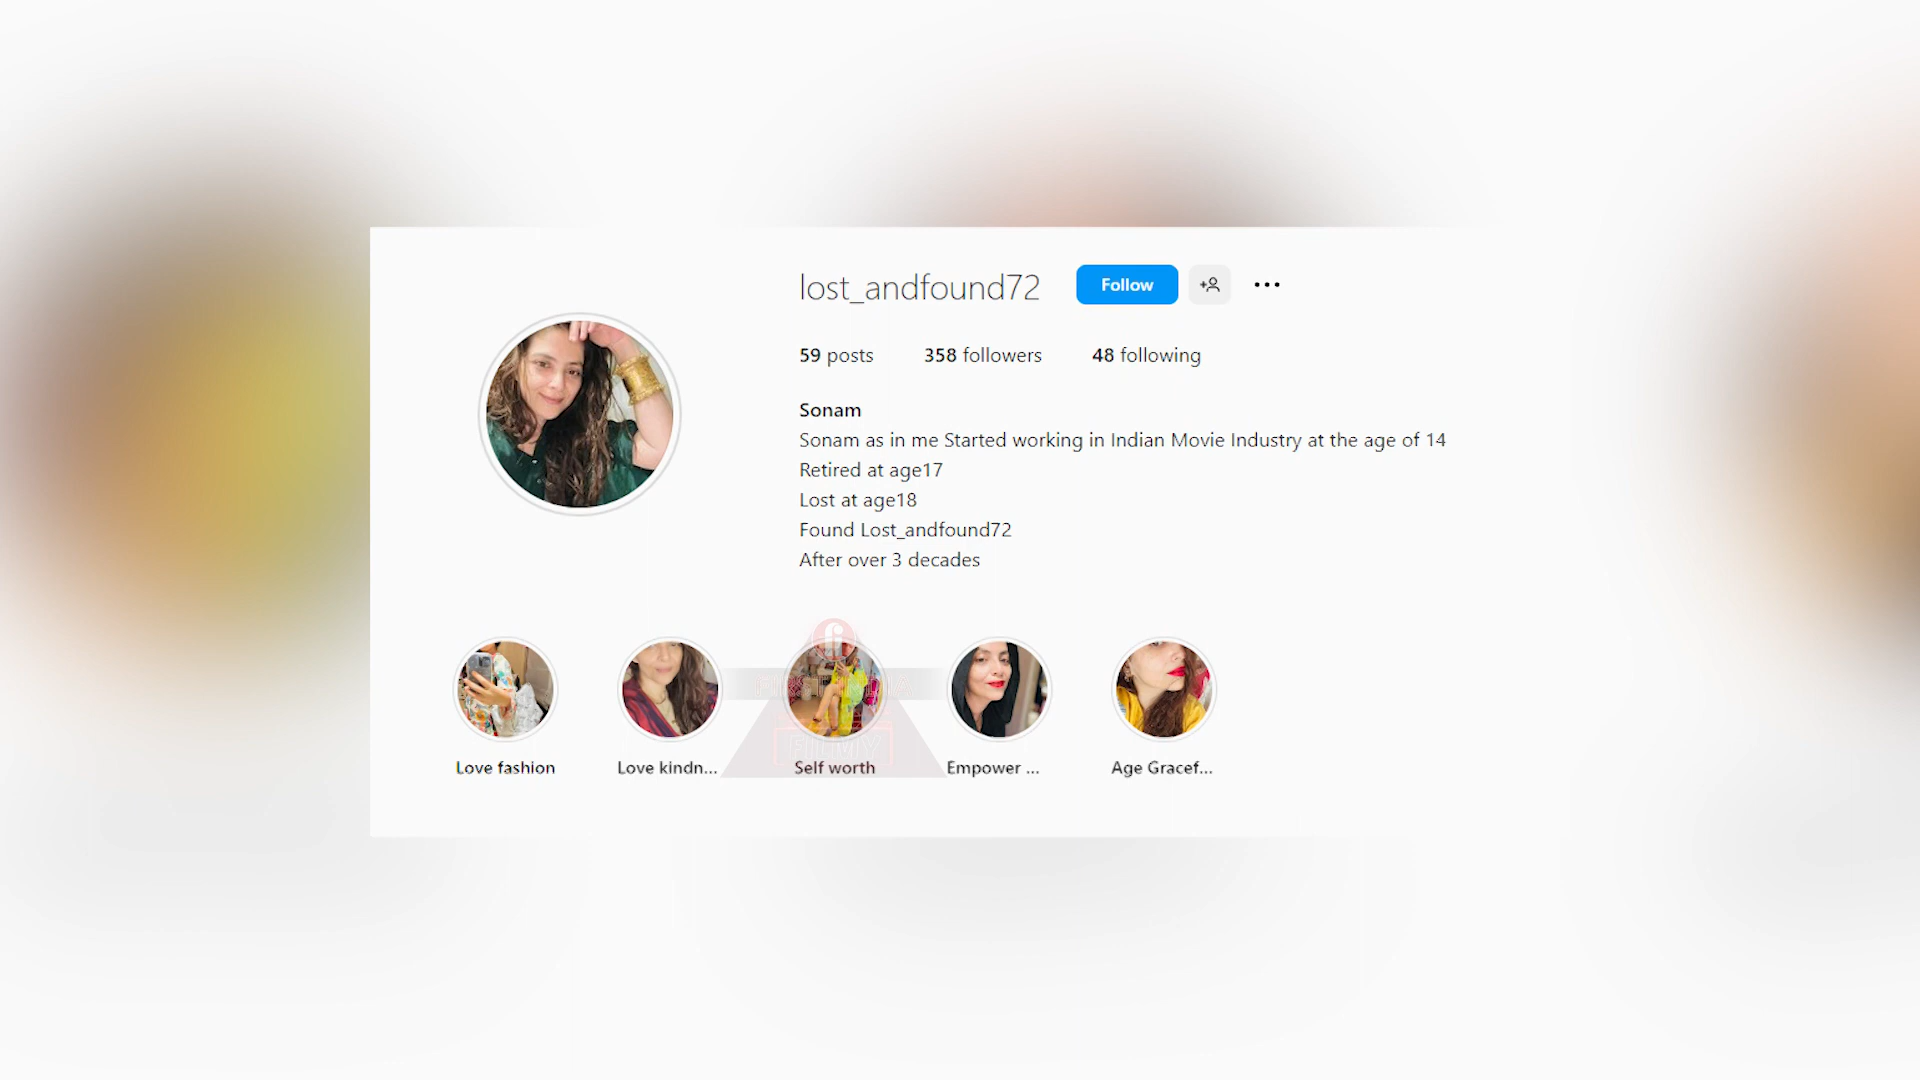 lost_andfound72 Follow
59 posts 358 followers 48 following
Sonam
Sonam as in me Started working in Indian Movie Industry at the age of 14
Retired at age17
Lost at age18
Found Lost_andfound72
After over 3 decades
Love fashion Love kindn... Self worth Empower ... Age Gracef...